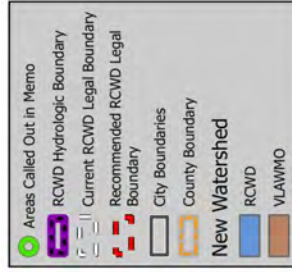 Areas Called Out in Memo
RCWD Hydrologic Boundary
Current RCWD Legal Boundary
Recommended RCWD Legal
Boundary
City Boundaries
County Boundary
New Watershed
RCWD
VLAWMO